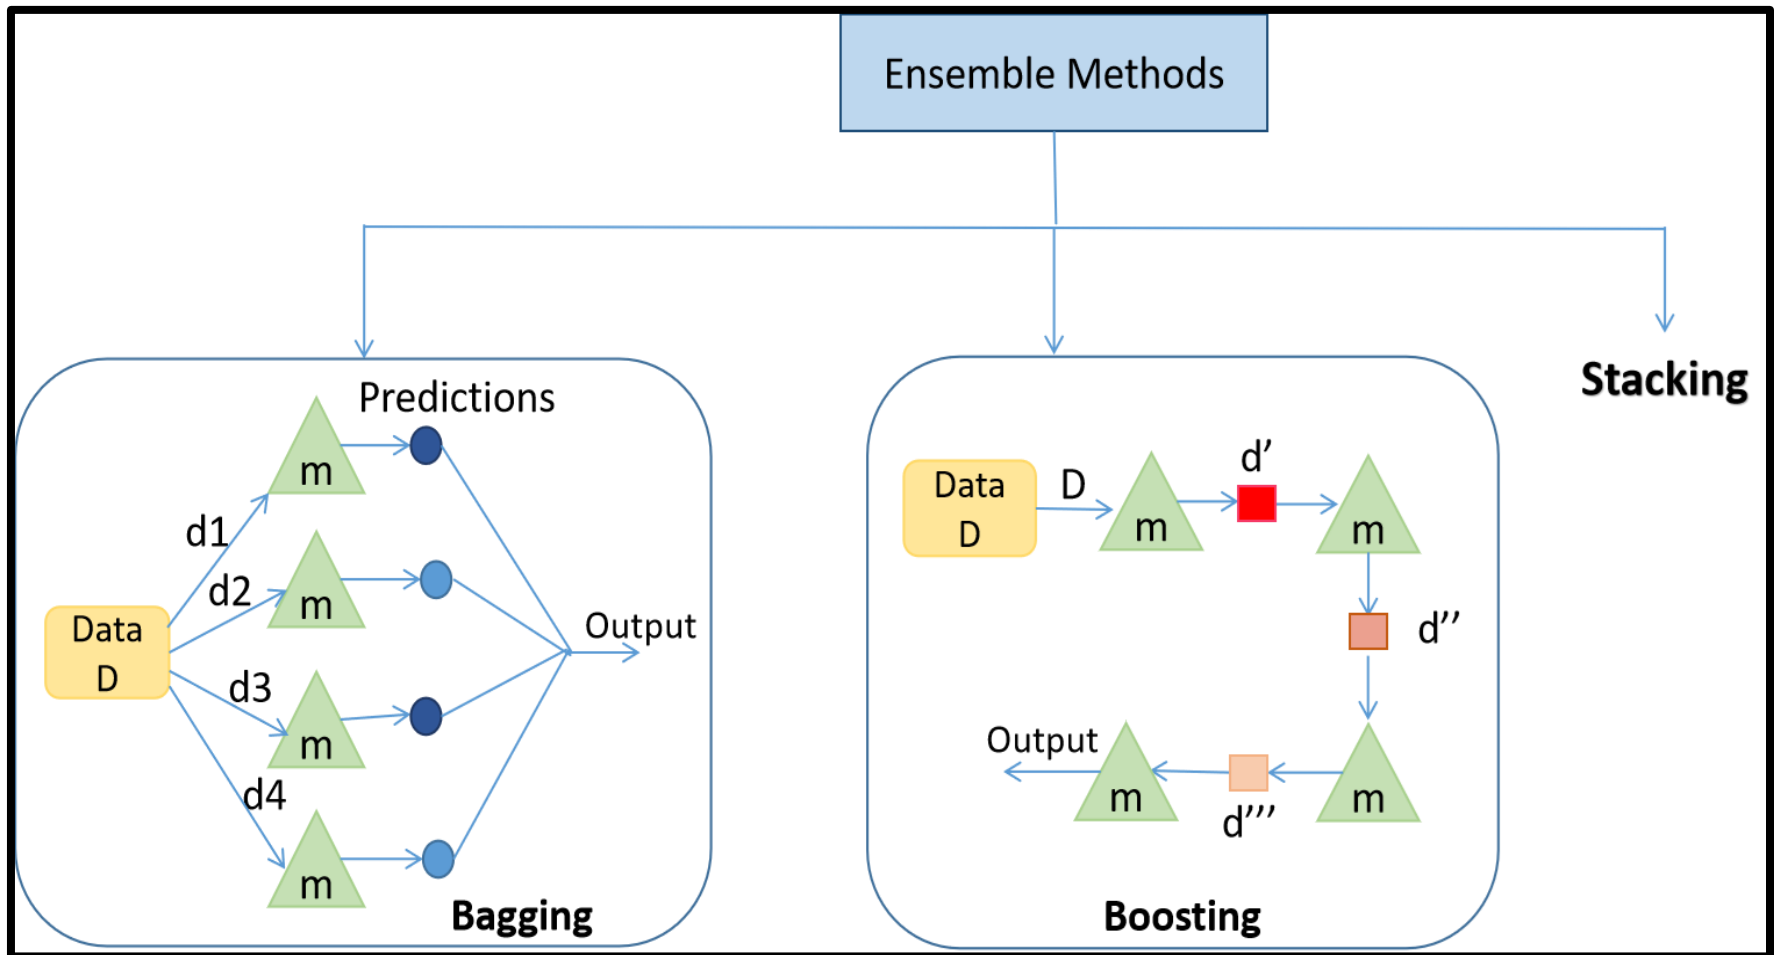 Ensemble Methods
Predictions
m
d1
m
d2
Data
D
Output
m
d3
m
d4
Bagging
Data
D
D
m
d’
m
d’’
m
d’’’
m
Output
Boosting
Stacking